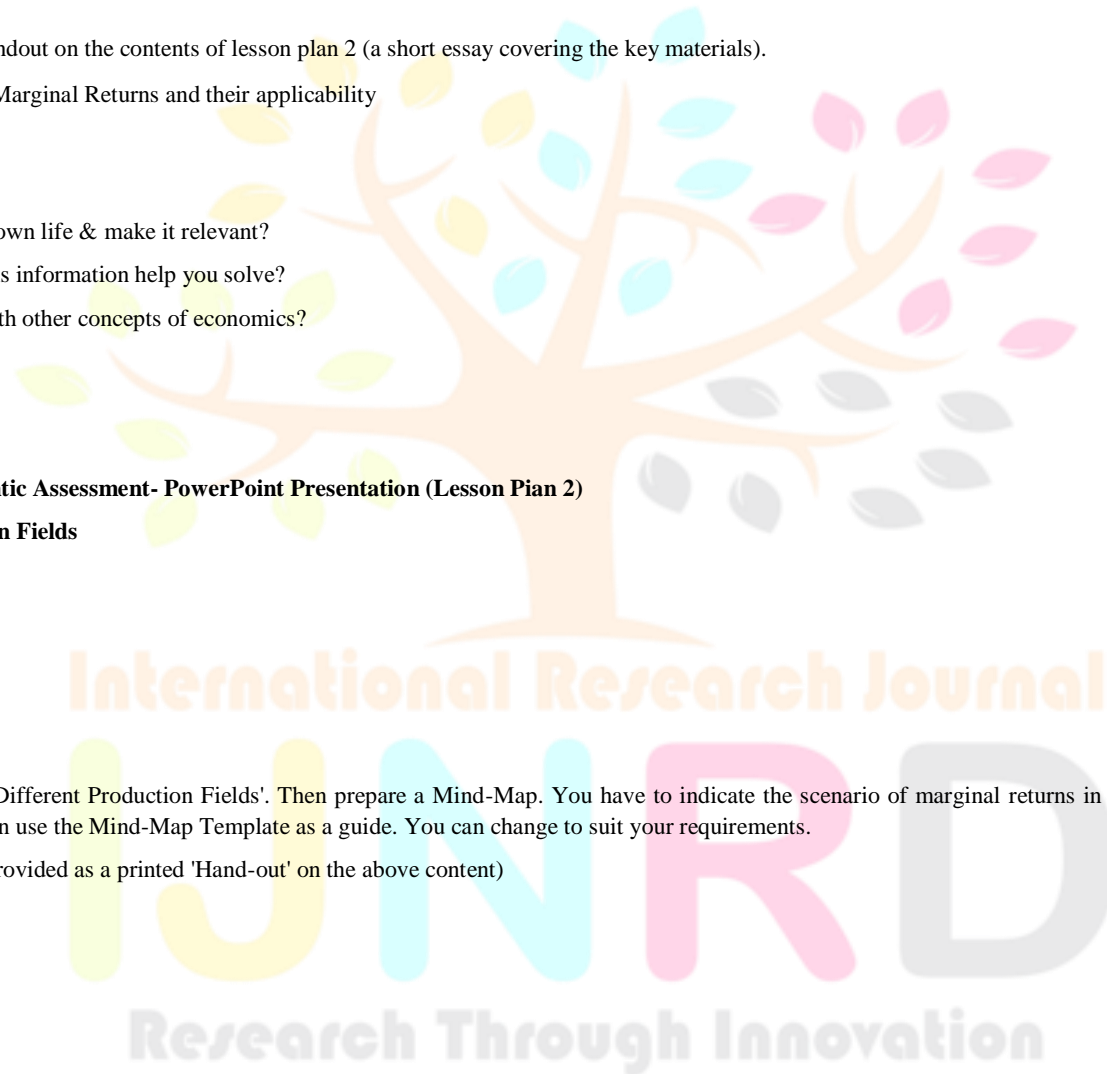 ndout on the contents of lesson plan 2 (a short essay covering the key materials).
Marginal Returns and their applicability
own life & make it relevant?
s information help you solve?
th other concepts of economics?
tic Assessment- PowerPoint Presentation (Lesson Pian 2)
n Fields
International Research Journal
Different Production Fields'. Then prepare a Mind-Map. You have to indicate the scenario of marginal returns in
n use the Mind-Map Template as a guide. You can change to suit your requirements.
rovided as a printed 'Hand-out' on the above content)
IJNRD
Research Through Innovation